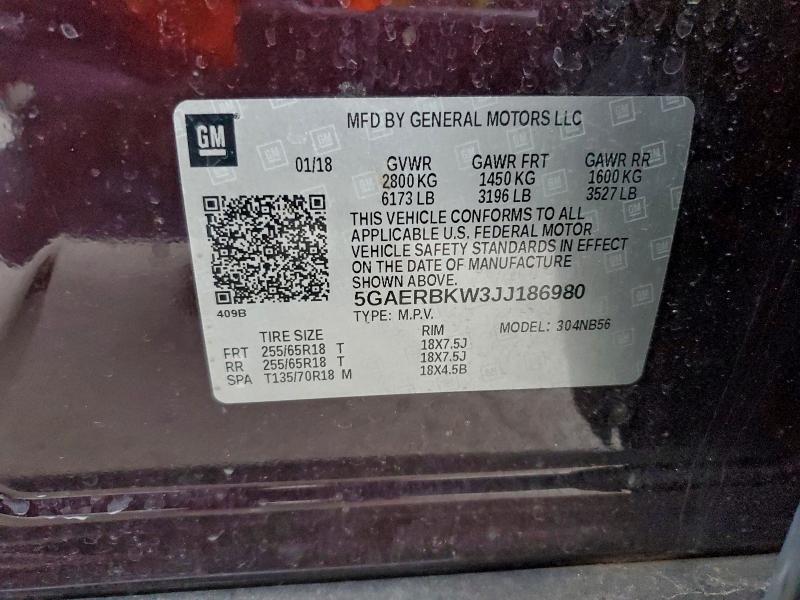 GM
MFD BY GENERAL MOTORS LLC
01/18 GVWR GAWR FRT GAWR RR
2800 KG 1450 KG 1600 KG
6173 LB 3196 LB 3527 LB
THIS VEHICLE CONFORMS TO ALL
APPLICABLE U.S. FEDERAL MOTOR
VEHICLE SAFETY STANDARDS IN EFFECT
ON THE DATE OF MANUFACTURE
SHOWN ABOVE.
5GAERBKW3JJ186980
409B
TYPE: M.P.V. MODEL: 304NB56
TIRE SIZE RIM
FRT 255/65R18 T 18X7.5J
RR 255/65R18 T 18X7.5J
SPA T135/70R18 M 18X4.5B